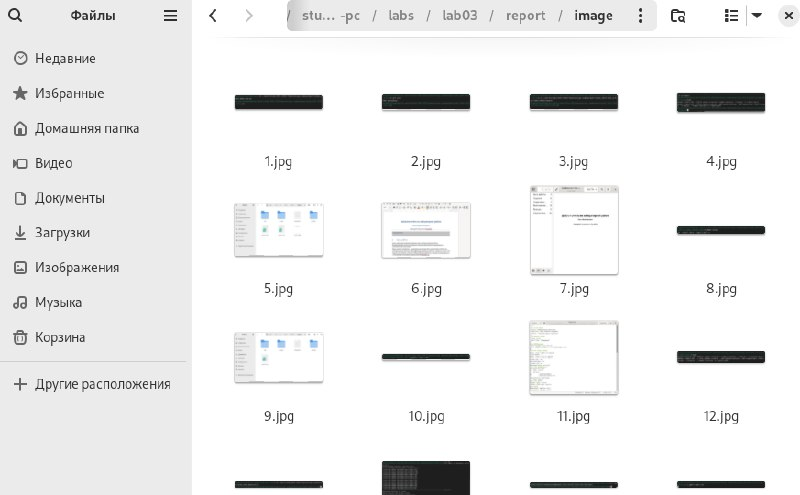 Файлы
/ stu... -pc / labs / lab03 / report / image
Недавние
Избранные
Домашняя папка
Видео
Документы
Загрузки
Изображения
Музыка
Корзина
Другие расположения
1.jpg 2.jpg 3.jpg 4.jpg
5.jpg 6.jpg 7.jpg 8.jpg
9.jpg 10.jpg 11.jpg 12.jpg